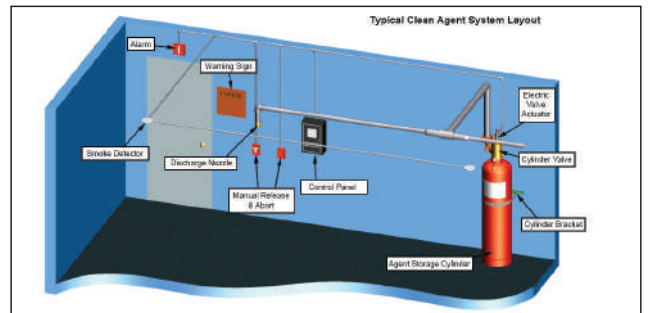 Typical Clean Agent System Layout
Alarm
Warning Sign
Electric
Valve
Actuator
Smoke Detector
Discharge Nozzle
Cylinder Valve
Manual Release
& Abort
Control Panel
Cylinder Bracket
Agent Storage Cylinder